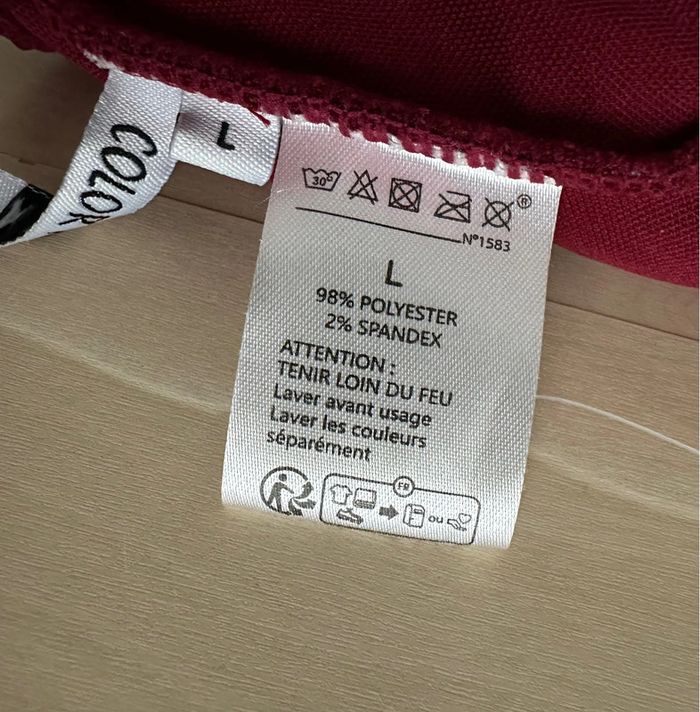 COLOR
L
30°
®
N°1583
L
98% POLYESTER
2% SPANDEX
ATTENTION :
TENIR LOIN DU FEU
Laver avant usage
Laver les couleurs
séparément
FR
ou